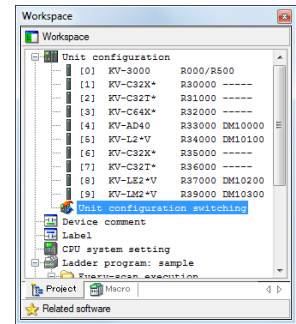 Workspace
Workspace
Unit configuration
[0] KV-3000 R000/R500
[1] KV-C32X* R30000 -----
[2] KV-C32T* R31000 -----
[3] KV-C64X* R32000 -----
[4] KV-AD40 R33000 DM10000
[5] KV-L2*V R34000 DM10100
[6] KV-C32X* R35000 -----
[7] KV-C32T* R36000 -----
[8] KV-LE2*V R37000 DM10200
[9] KV-LM2*V R39000 DM10300
Unit configuration switching
Device comment
Label
CPU system setting
Ladder program: sample
Every-scan execution
Project Macro
Related software